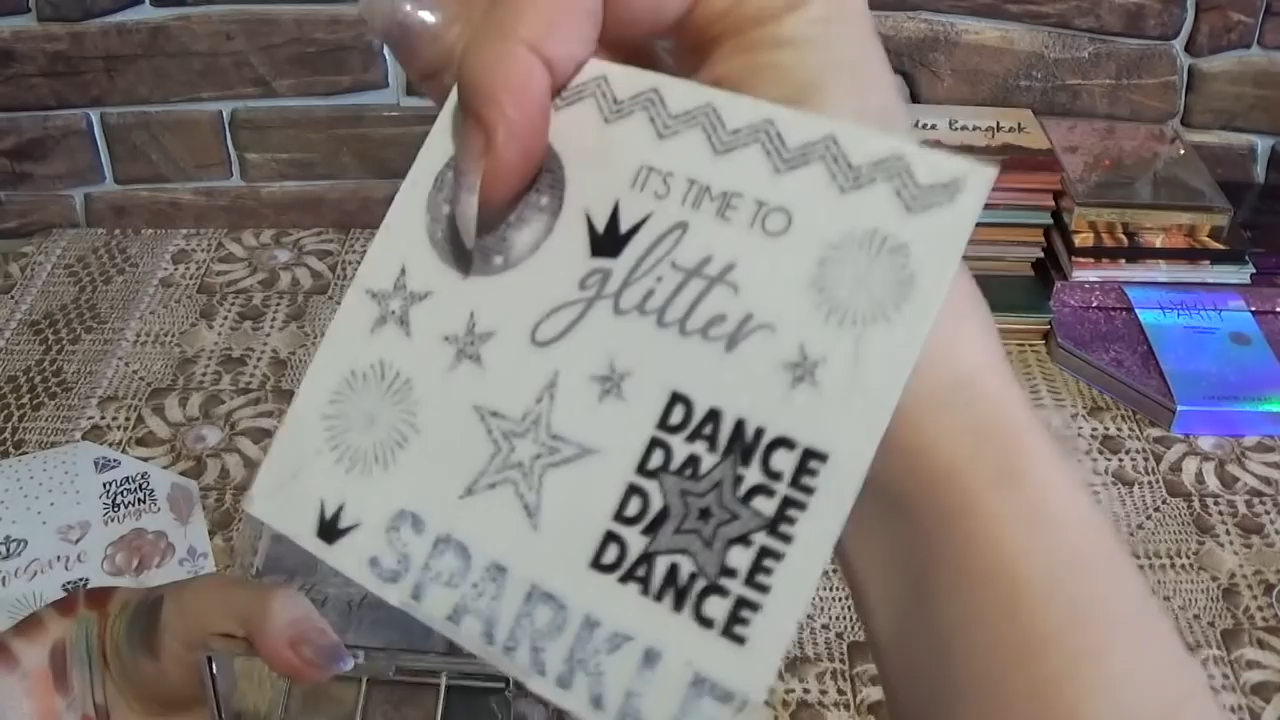 IT'S TIME TO
glitter
DANCE
DANCE
DANCE
DANCE
SPARKLE
dee Bangkok
PARTY
make
your
own
magic